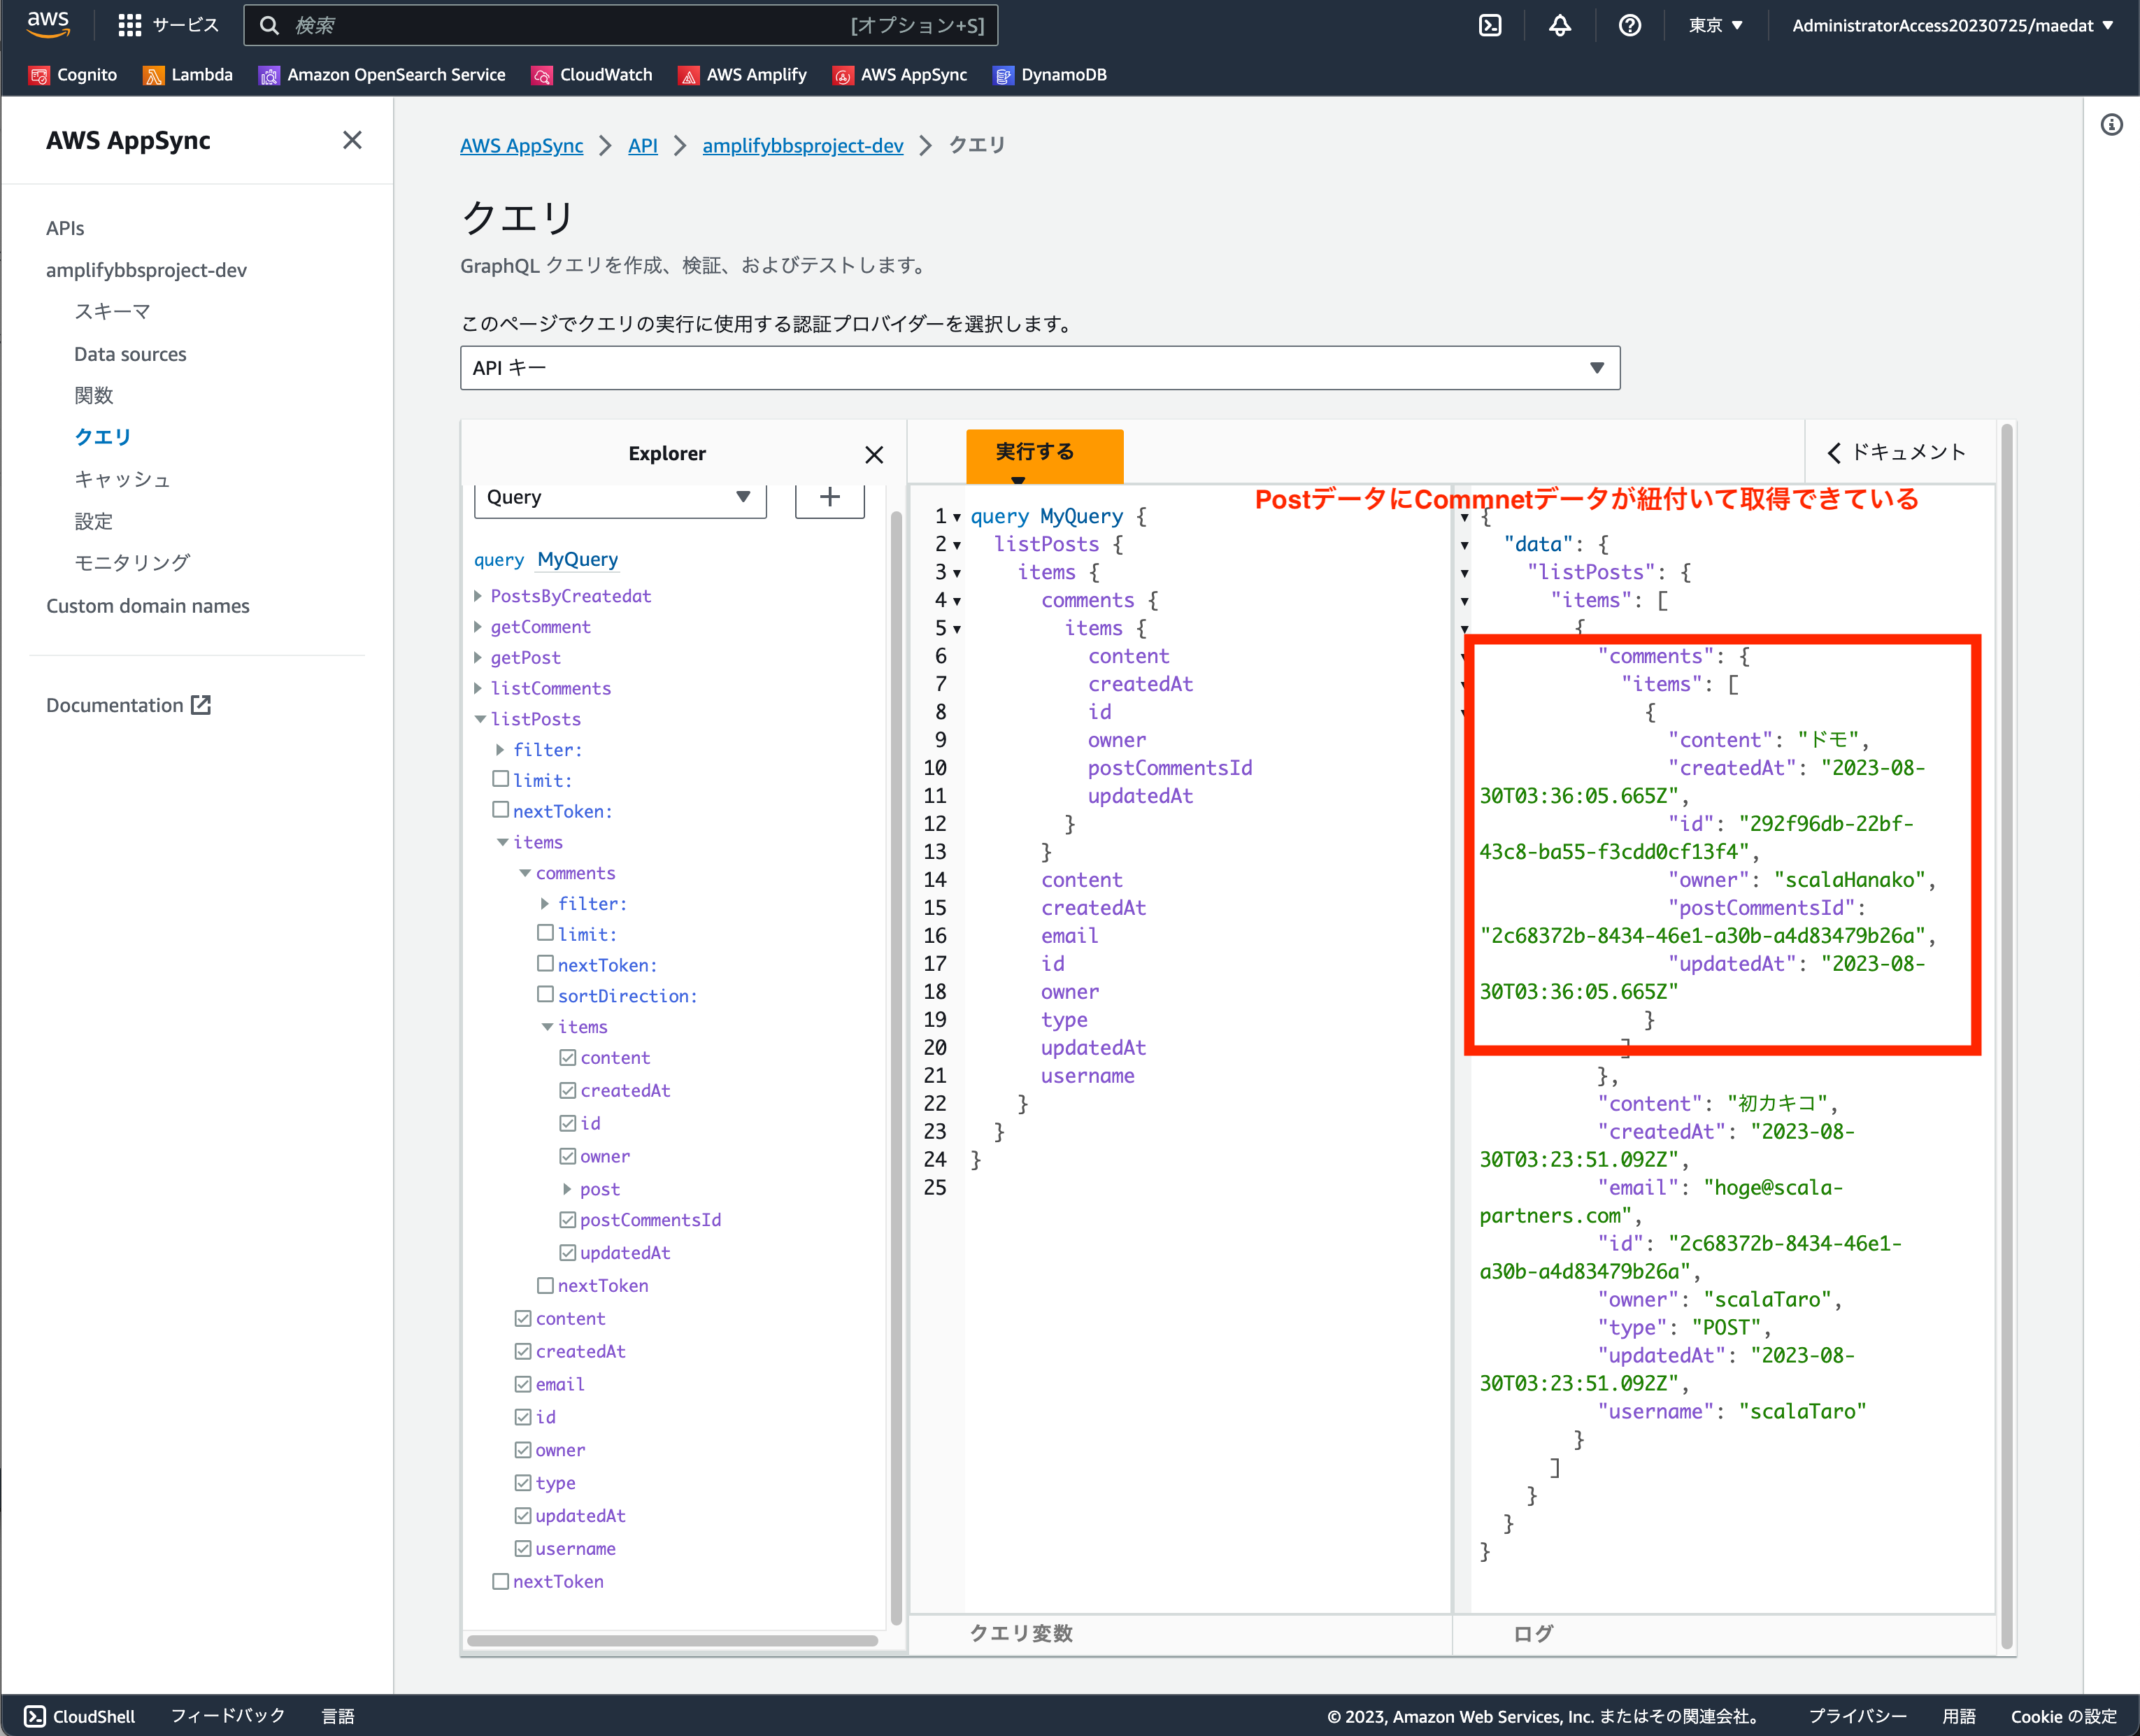 aws
サービス
検索
[オプション+S]
東京
AdministratorAccess20230725/maedat
Cognito
Lambda
Amazon OpenSearch Service
CloudWatch
AWS Amplify
AWS AppSync
DynamoDB
AWS AppSync
APIs
amplifybbsproject-dev
スキーマ
Data sources
関数
クエリ
キャッシュ
設定
モニタリング
Custom domain names
Documentation
AWS AppSync
API
amplifybbsproject-dev
クエリ
クエリ
GraphQL クエリを作成、検証、およびテストします。
このページでクエリの実行に使用する認証プロバイダーを選択します。
API キー
Explorer
Query
+
query MyQuery
PostsByCreatedat
getComment
getPost
listComments
listPosts
filter:
limit:
nextToken:
items
comments
filter:
limit:
nextToken:
sortDirection:
items
content
createdAt
id
owner
post
postCommentsId
updatedAt
nextToken
content
createdAt
email
id
owner
type
updatedAt
username
nextToken
実行する
ドキュメント
PostデータにCommnetデータが紐付いて取得できている
1 query MyQuery {
2 listPosts {
3 items {
4 comments {
5 items {
6 content
7 createdAt
8 id
9 owner
10 postCommentsId
11 updatedAt
12 }
13 }
14 content
15 createdAt
16 email
17 id
18 owner
19 type
20 updatedAt
21 username
22 }
23 }
24 }
25
{
"data": {
"listPosts": {
"items": [
{
"comments": {
"items": [
{
"content": "ドモ",
"createdAt": "2023-08-
30T03:36:05.665Z",
"id": "292f96db-22bf-
43c8-ba55-f3cdd0cf13f4",
"owner": "scalaHanako",
"postCommentsId":
"2c68372b-8434-46e1-a30b-a4d83479b26a",
"updatedAt": "2023-08-
30T03:36:05.665Z"
}
]
},
"content": "初カキコ",
"createdAt": "2023-08-
30T03:23:51.092Z",
"email": "hoge@scala-
partners.com",
"id": "2c68372b-8434-46e1-
a30b-a4d83479b26a",
"owner": "scalaTaro",
"type": "POST",
"updatedAt": "2023-08-
30T03:23:51.092Z",
"username": "scalaTaro"
}
]
}
}
}
クエリ変数
ログ
CloudShell
フィードバック
言語
© 2023, Amazon Web Services, Inc. またはその関連会社。
プライバシー
用語
Cookie の設定